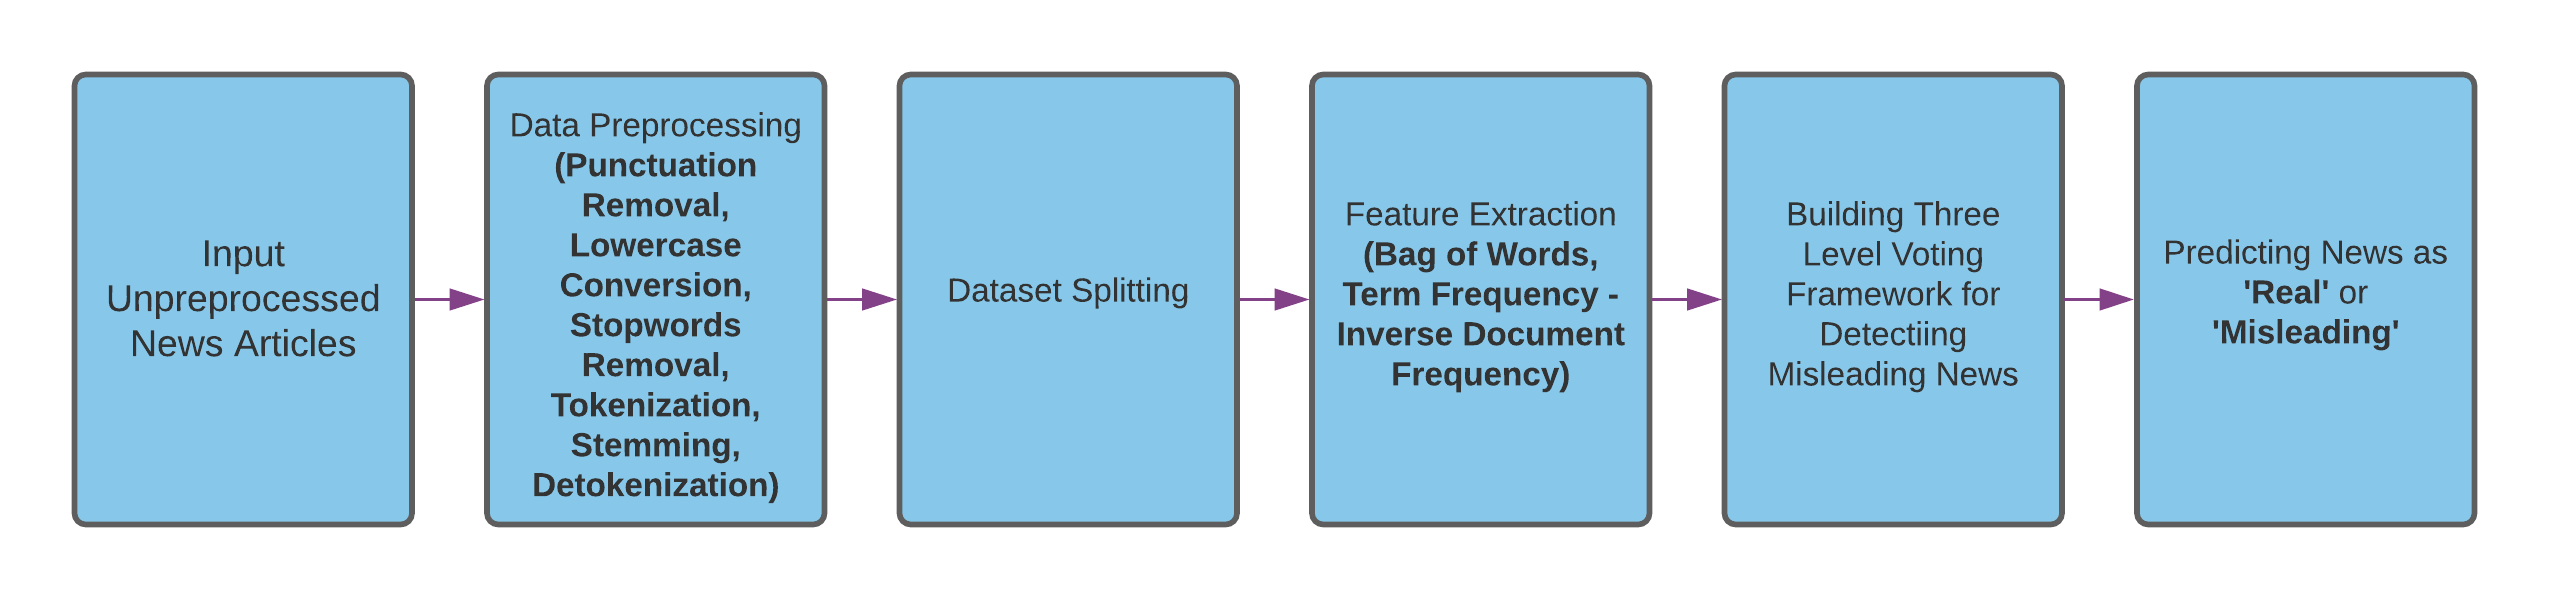 Input
Unpreprocessed
News Articles
Data Preprocessing
(Punctuation
Removal,
Lowercase
Conversion,
Stopwords
Removal,
Tokenization,
Stemming,
Detokenization)
Dataset Splitting
Feature Extraction
(Bag of Words,
Term Frequency -
Inverse Document
Frequency)
Building Three
Level Voting
Framework for
Detectiing
Misleading News
Predicting News as
'Real' or
'Misleading'